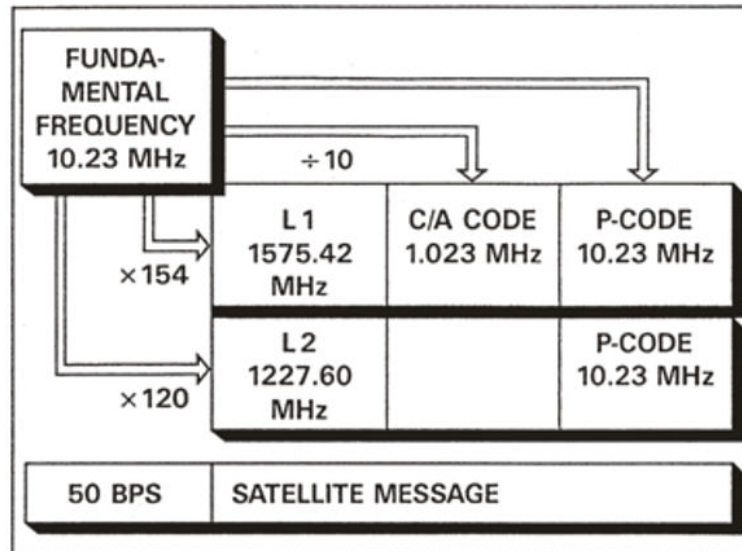 FUNDA-
MENTAL
FREQUENCY
10.23 MHz
÷10
×154
×120
L1
1575.42
MHz
C/A CODE
1.023 MHz
P-CODE
10.23 MHz
L2
1227.60
MHz
P-CODE
10.23 MHz
50 BPS
SATELLITE MESSAGE